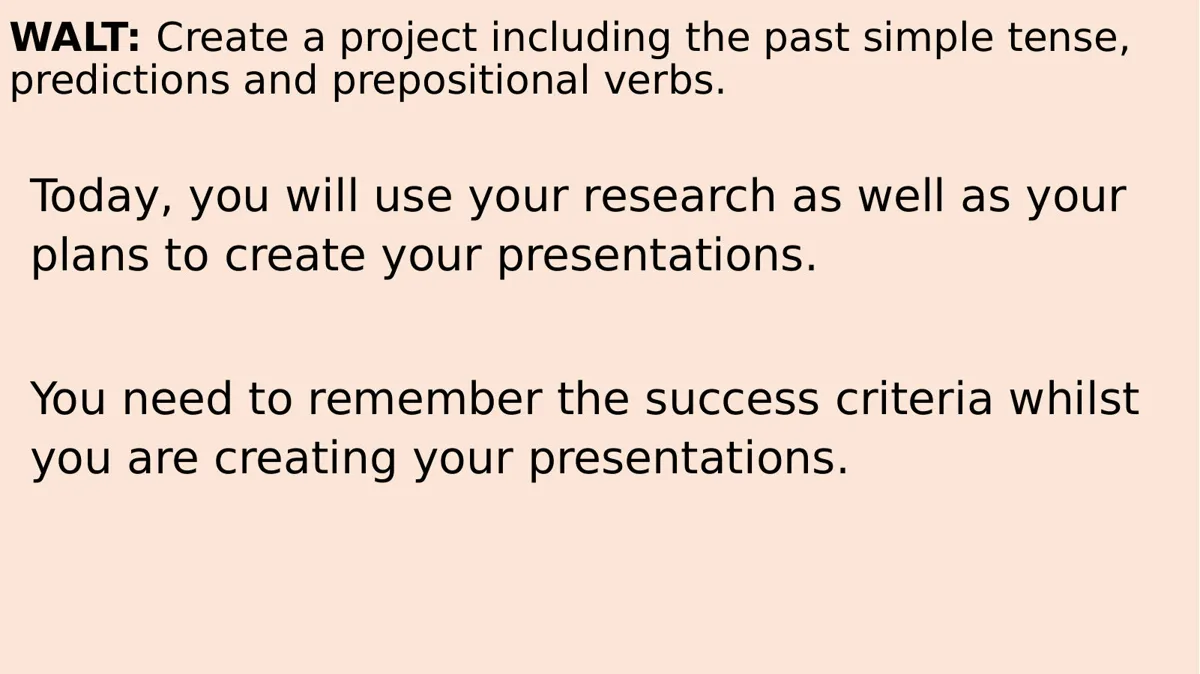 WALT: Create a project including the past simple tense,
predictions and prepositional verbs.
Today, you will use your research as well as your
plans to create your presentations.
You need to remember the success criteria whilst
you are creating your presentations.